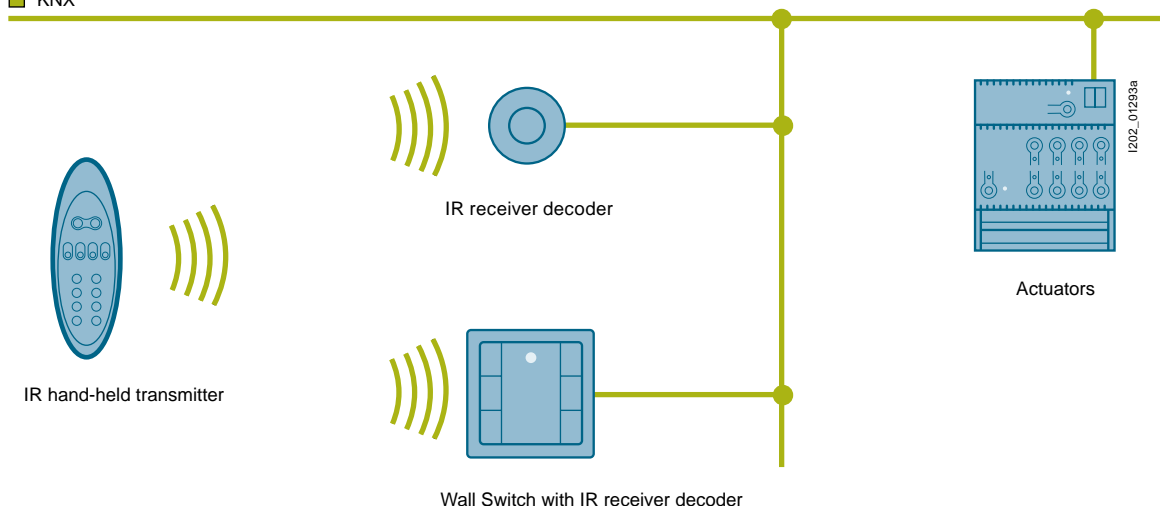 KNX
I202_01293a
IR receiver decoder
Actuators
IR hand-held transmitter
Wall Switch with IR receiver decoder